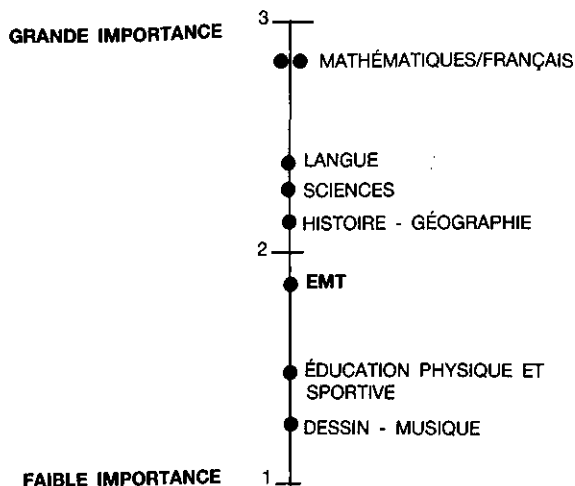 3
GRANDE IMPORTANCE
MATHÉMATIQUES/FRANÇAIS
LANGUE
SCIENCES
HISTOIRE - GÉOGRAPHIE
2
EMT
ÉDUCATION PHYSIQUE ET
SPORTIVE
DESSIN - MUSIQUE
FAIBLE IMPORTANCE
1